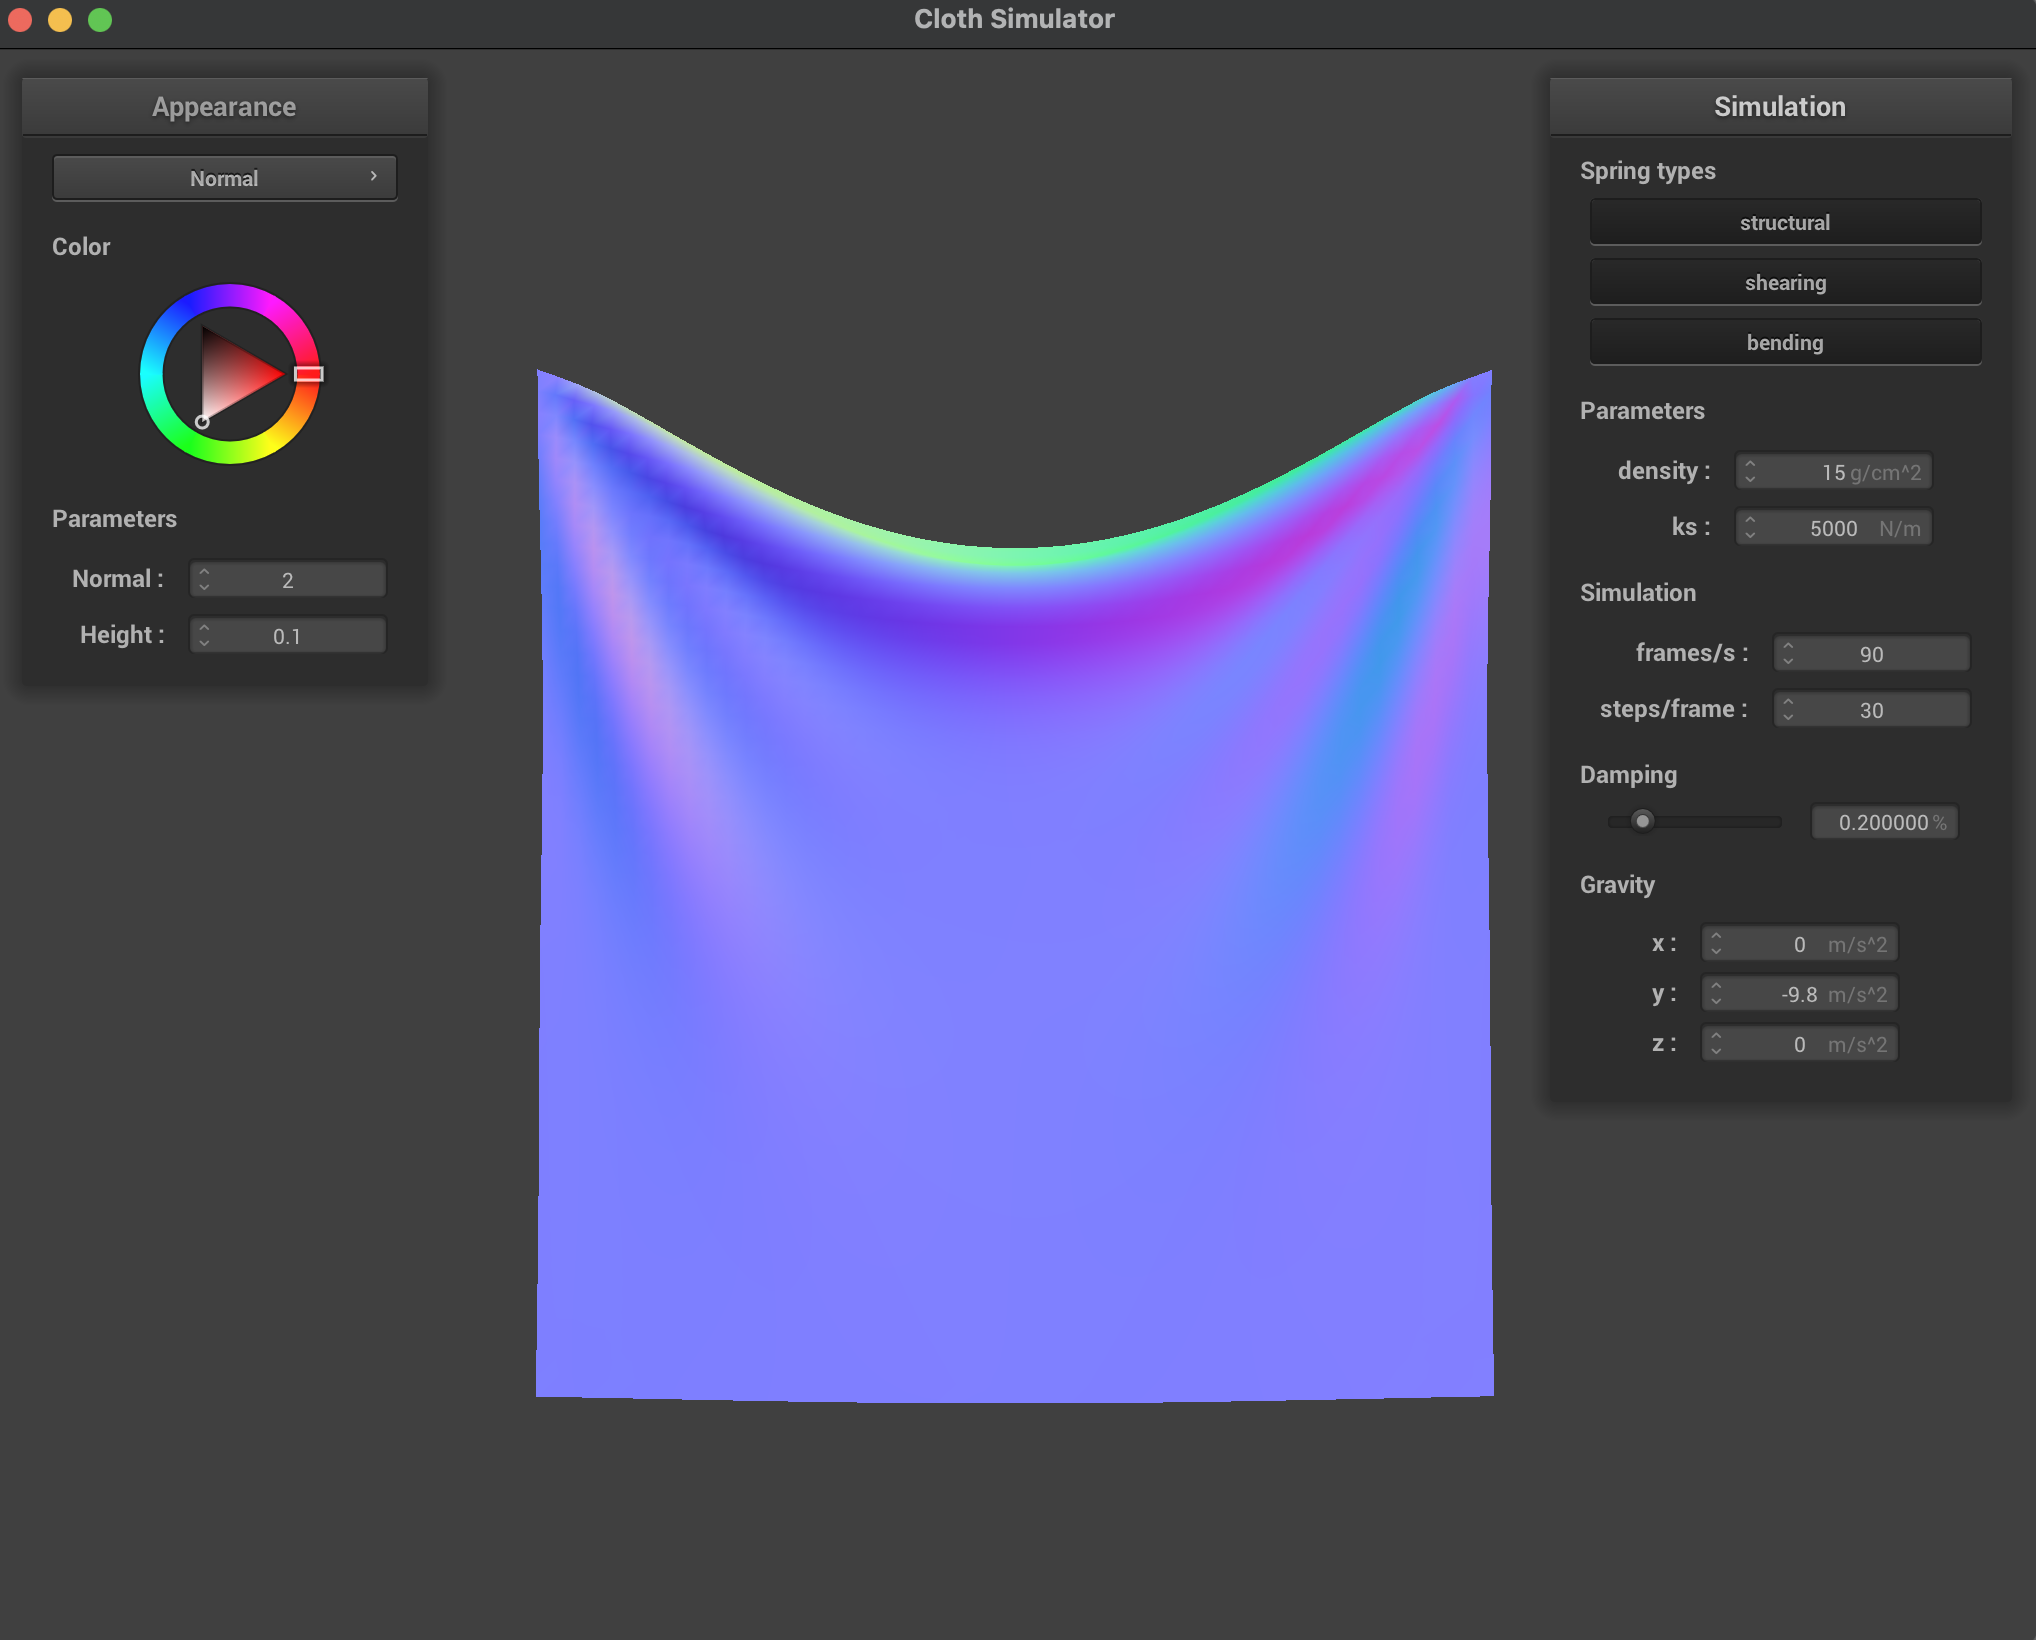 Cloth Simulator
Appearance
Normal
Color
Parameters
Normal : 2
Height : 0.1
Simulation
Spring types
structural
shearing
bending
Parameters
density : 15 g/cm^2
ks : 5000 N/m
Simulation
frames/s : 90
steps/frame : 30
Damping
0.200000 %
Gravity
x : 0 m/s^2
y : -9.8 m/s^2
z : 0 m/s^2